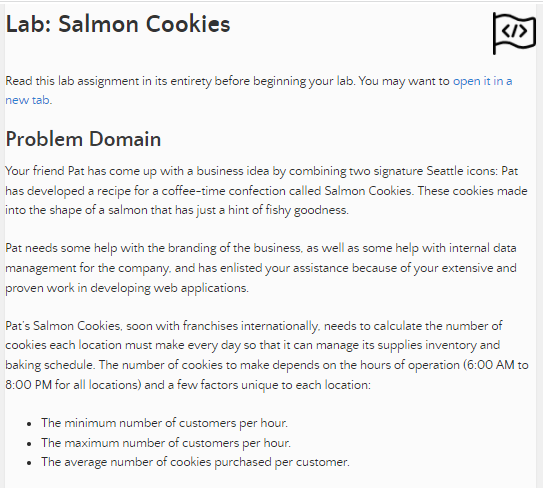 Lab: Salmon Cookies
</>
Read this lab assignment in its entirety before beginning your lab. You may want to open it in a
new tab.
Problem Domain
Your friend Pat has come up with a business idea by combining two signature Seattle icons: Pat
has developed a recipe for a coffee-time confection called Salmon Cookies. These cookies made
into the shape of a salmon that has just a hint of fishy goodness.
Pat needs some help with the branding of the business, as well as some help with internal data
management for the company, and has enlisted your assistance because of your extensive and
proven work in developing web applications.
Pat's Salmon Cookies, soon with franchises internationally, needs to calculate the number of
cookies each location must make every day so that it can manage its supplies inventory and
baking schedule. The number of cookies to make depends on the hours of operation (6:00 AM to
8:00 PM for all locations) and a few factors unique to each location:
• The minimum number of customers per hour.
• The maximum number of customers per hour.
• The average number of cookies purchased per customer.